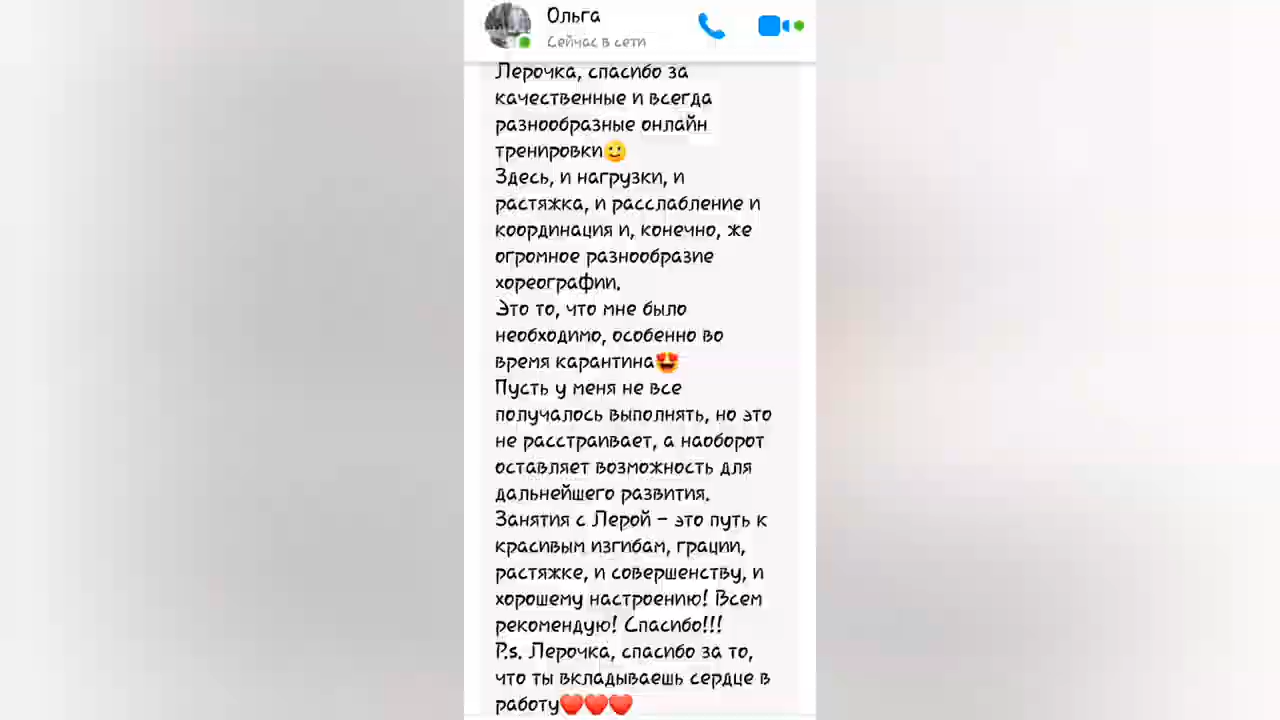 Ольга
Сейчас в сети
Лерочка, спасибо за
качественные и всегда
разнообразные онлайн
тренировки🙂
Здесь, и нагрузки, и
растяжка, и расслабление и
координация и, конечно, же
огромное разнообразие
хореографии.
Это то, что мне было
необходимо, особенно во
время карантина😍
Пусть у меня не все
получалось выполнять, но это
не расстраивает, а наоборот
оставляет возможность для
дальнейшего развития.
Занятия с Лерой – это путь к
красивым изгибам, грации,
растяжке, и совершенству, и
хорошему настроению! Всем
рекомендую! Спасибо!!!
P.s. Лерочка, спасибо за то,
что ты вкладываешь сердце в
работу❤❤❤